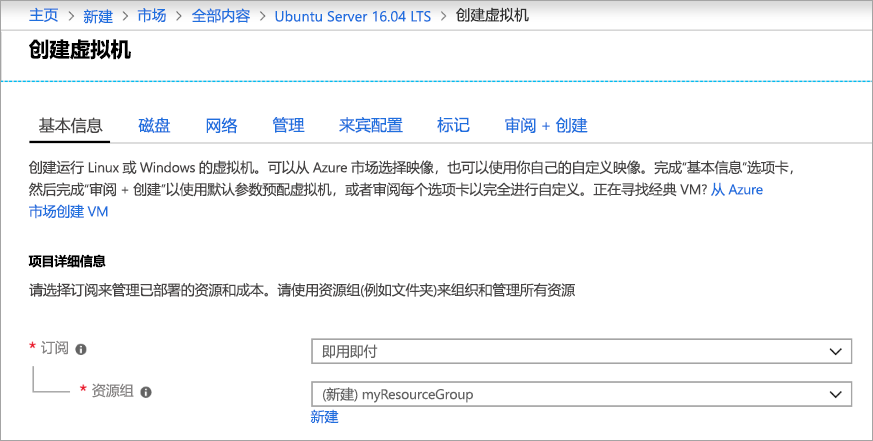 主页 > 新建 > 市场 > 全部内容 > Ubuntu Server 16.04 LTS > 创建虚拟机
创建虚拟机
基本信息 磁盘 网络 管理 来宾配置 标记 审阅 + 创建
创建运行 Linux 或 Windows 的虚拟机。可以从 Azure 市场选择映像，也可以使用你自己的自定义映像。完成“基本信息”选项卡，
然后完成“审阅 + 创建”以使用默认参数预配虚拟机，或者审阅每个选项卡以完全进行自定义。正在寻找经典 VM? 从 Azure
市场创建 VM
项目详细信息
请选择订阅来管理已部署的资源和成本。请使用资源组(例如文件夹)来组织和管理所有资源
* 订阅 即用即付
* 资源组 (新建) myResourceGroup
新建